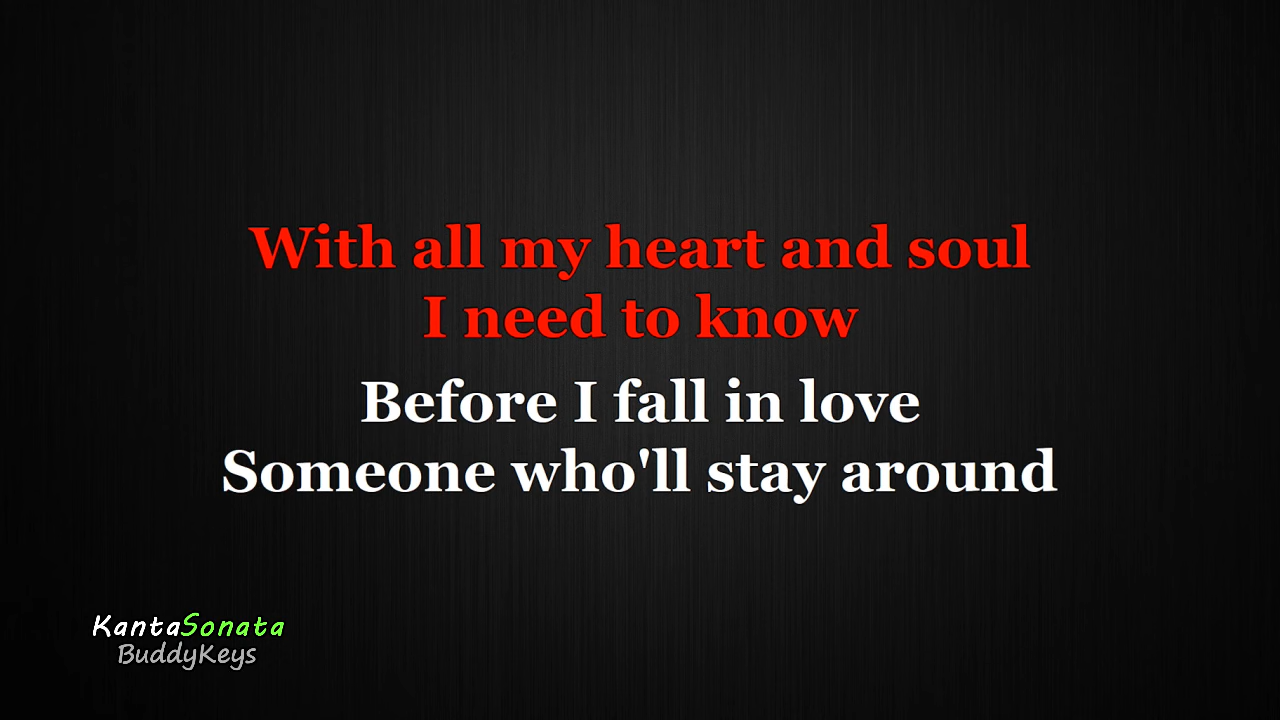 With all my heart and soul
I need to know
Before I fall in love
Someone who'll stay around
KantaSonata
BuddyKeys